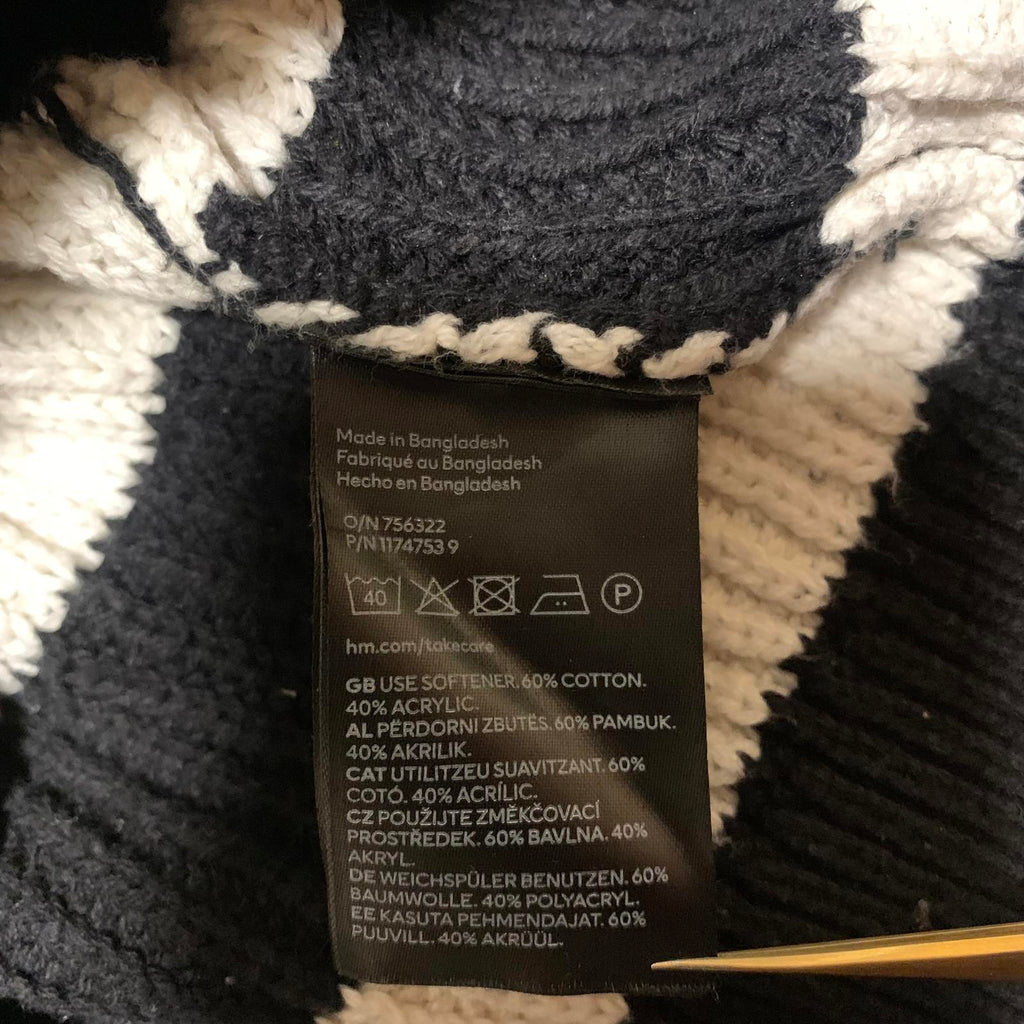 Made in Bangladesh
Fabriqué au Bangladesh
Hecho en Bangladesh
O/N 756322
P/N 1174753 9
40 P
hm.com/takecare
GB USE SOFTENER. 60% COTTON.
40% ACRYLIC.
AL PËRDORNI ZBUTËS. 60% PAMBUK.
40% AKRILIK.
CAT UTILITZEU SUAVITZANT. 60%
COTÓ. 40% ACRÍLIC.
CZ POUŽIJTE ZMĚKČOVACÍ
PROSTŘEDEK. 60% BAVLNA. 40%
AKRYL.
DE WEICHSPÜLER BENUTZEN. 60%
BAUMWOLLE. 40% POLYACRYL.
EE KASUTA PEHMENDAJAT. 60%
PUUVILL. 40% AKRÜÜL.